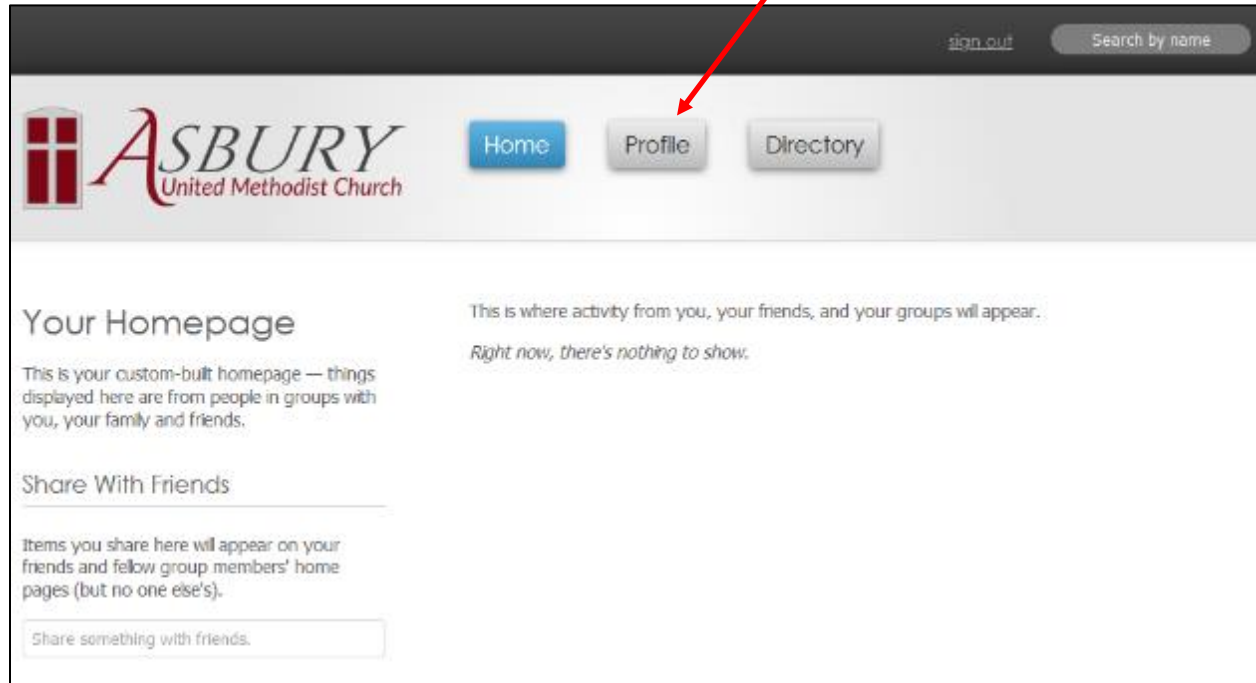 sign out
Search by name
ASBURY
United Methodist Church
Home
Profile
Directory
Your Homepage
This is your custom-built homepage — things
displayed here are from people in groups with
you, your family and friends.
Share With Friends
Items you share here will appear on your
friends and fellow group members' home
pages (but no one else's).
Share something with friends.
This is where activity from you, your friends, and your groups will appear.
Right now, there's nothing to show.